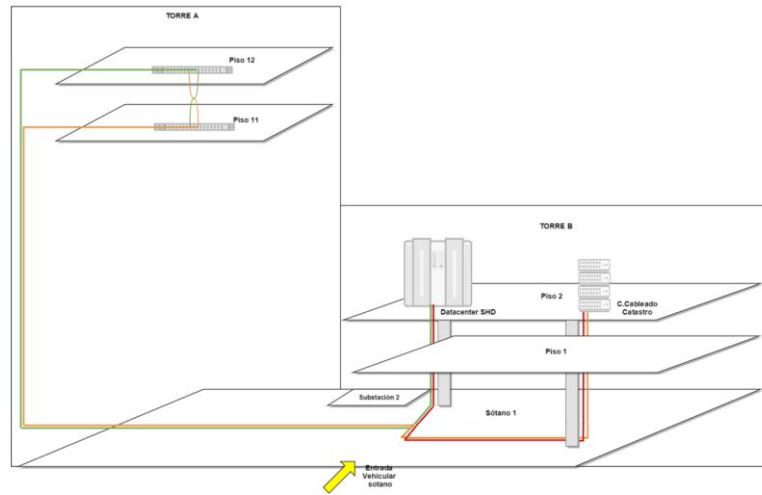 TORRE A
Piso 12
Piso 11
TORRE B
Piso 2
C.Cableado
Catastro
Datacenter SHD
Piso 1
Substación 2
Sótano 1
Entrada
Vehicular
sotano